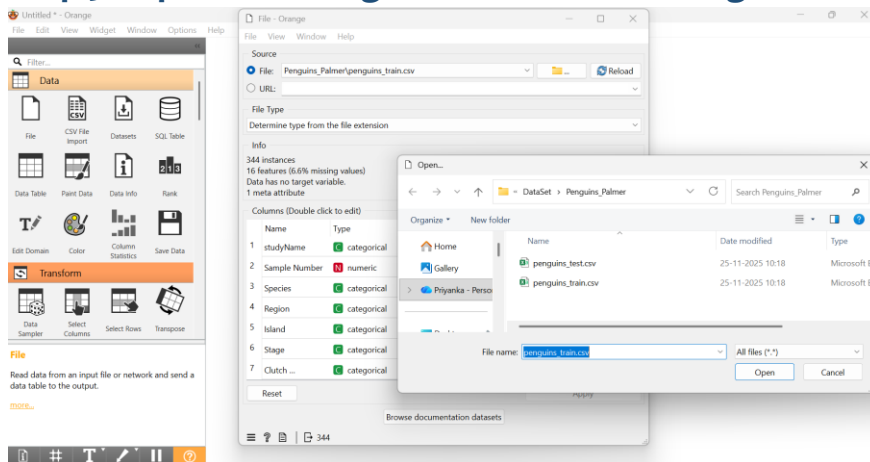 Untitled * - Orange
File Edit View Widget Window Options Help
Filter...
Data
File
CSV File Import
Datasets
SQL Table
Data Table
Paint Data
Data Info
Rank
Edit Domain
Color
Column Statistics
Save Data
Transform
Data Sampler
Select Columns
Select Rows
Transpose
File
Read data from an input file or network and send a
data table to the output.
more...
File - Orange
File View Window Help
Source
File: Penguins_Palmer\penguins_train.csv
...
Reload
URL:
File Type
Determine type from the file extension
Info
344 instances
16 features (6.6% missing values)
Data has no target variable.
1 meta attribute
Columns (Double click to edit)
Name Type
1 studyName C categorical
2 Sample Number N numeric
3 Species C categorical
4 Region C categorical
5 Island C categorical
6 Stage C categorical
7 Clutch ... C categorical
Reset
Apply
Browse documentation datasets
344
Open...
DataSet > Penguins_Palmer
Search Penguins_Palmer
Organize
New folder
Home
Gallery
Priyanka - Perso
Name Date modified Type
penguins_test.csv 25-11-2025 10:18 Microsoft E
penguins_train.csv 25-11-2025 10:18 Microsoft E
File name: penguins_train.csv
All files (*.*)
Open
Cancel